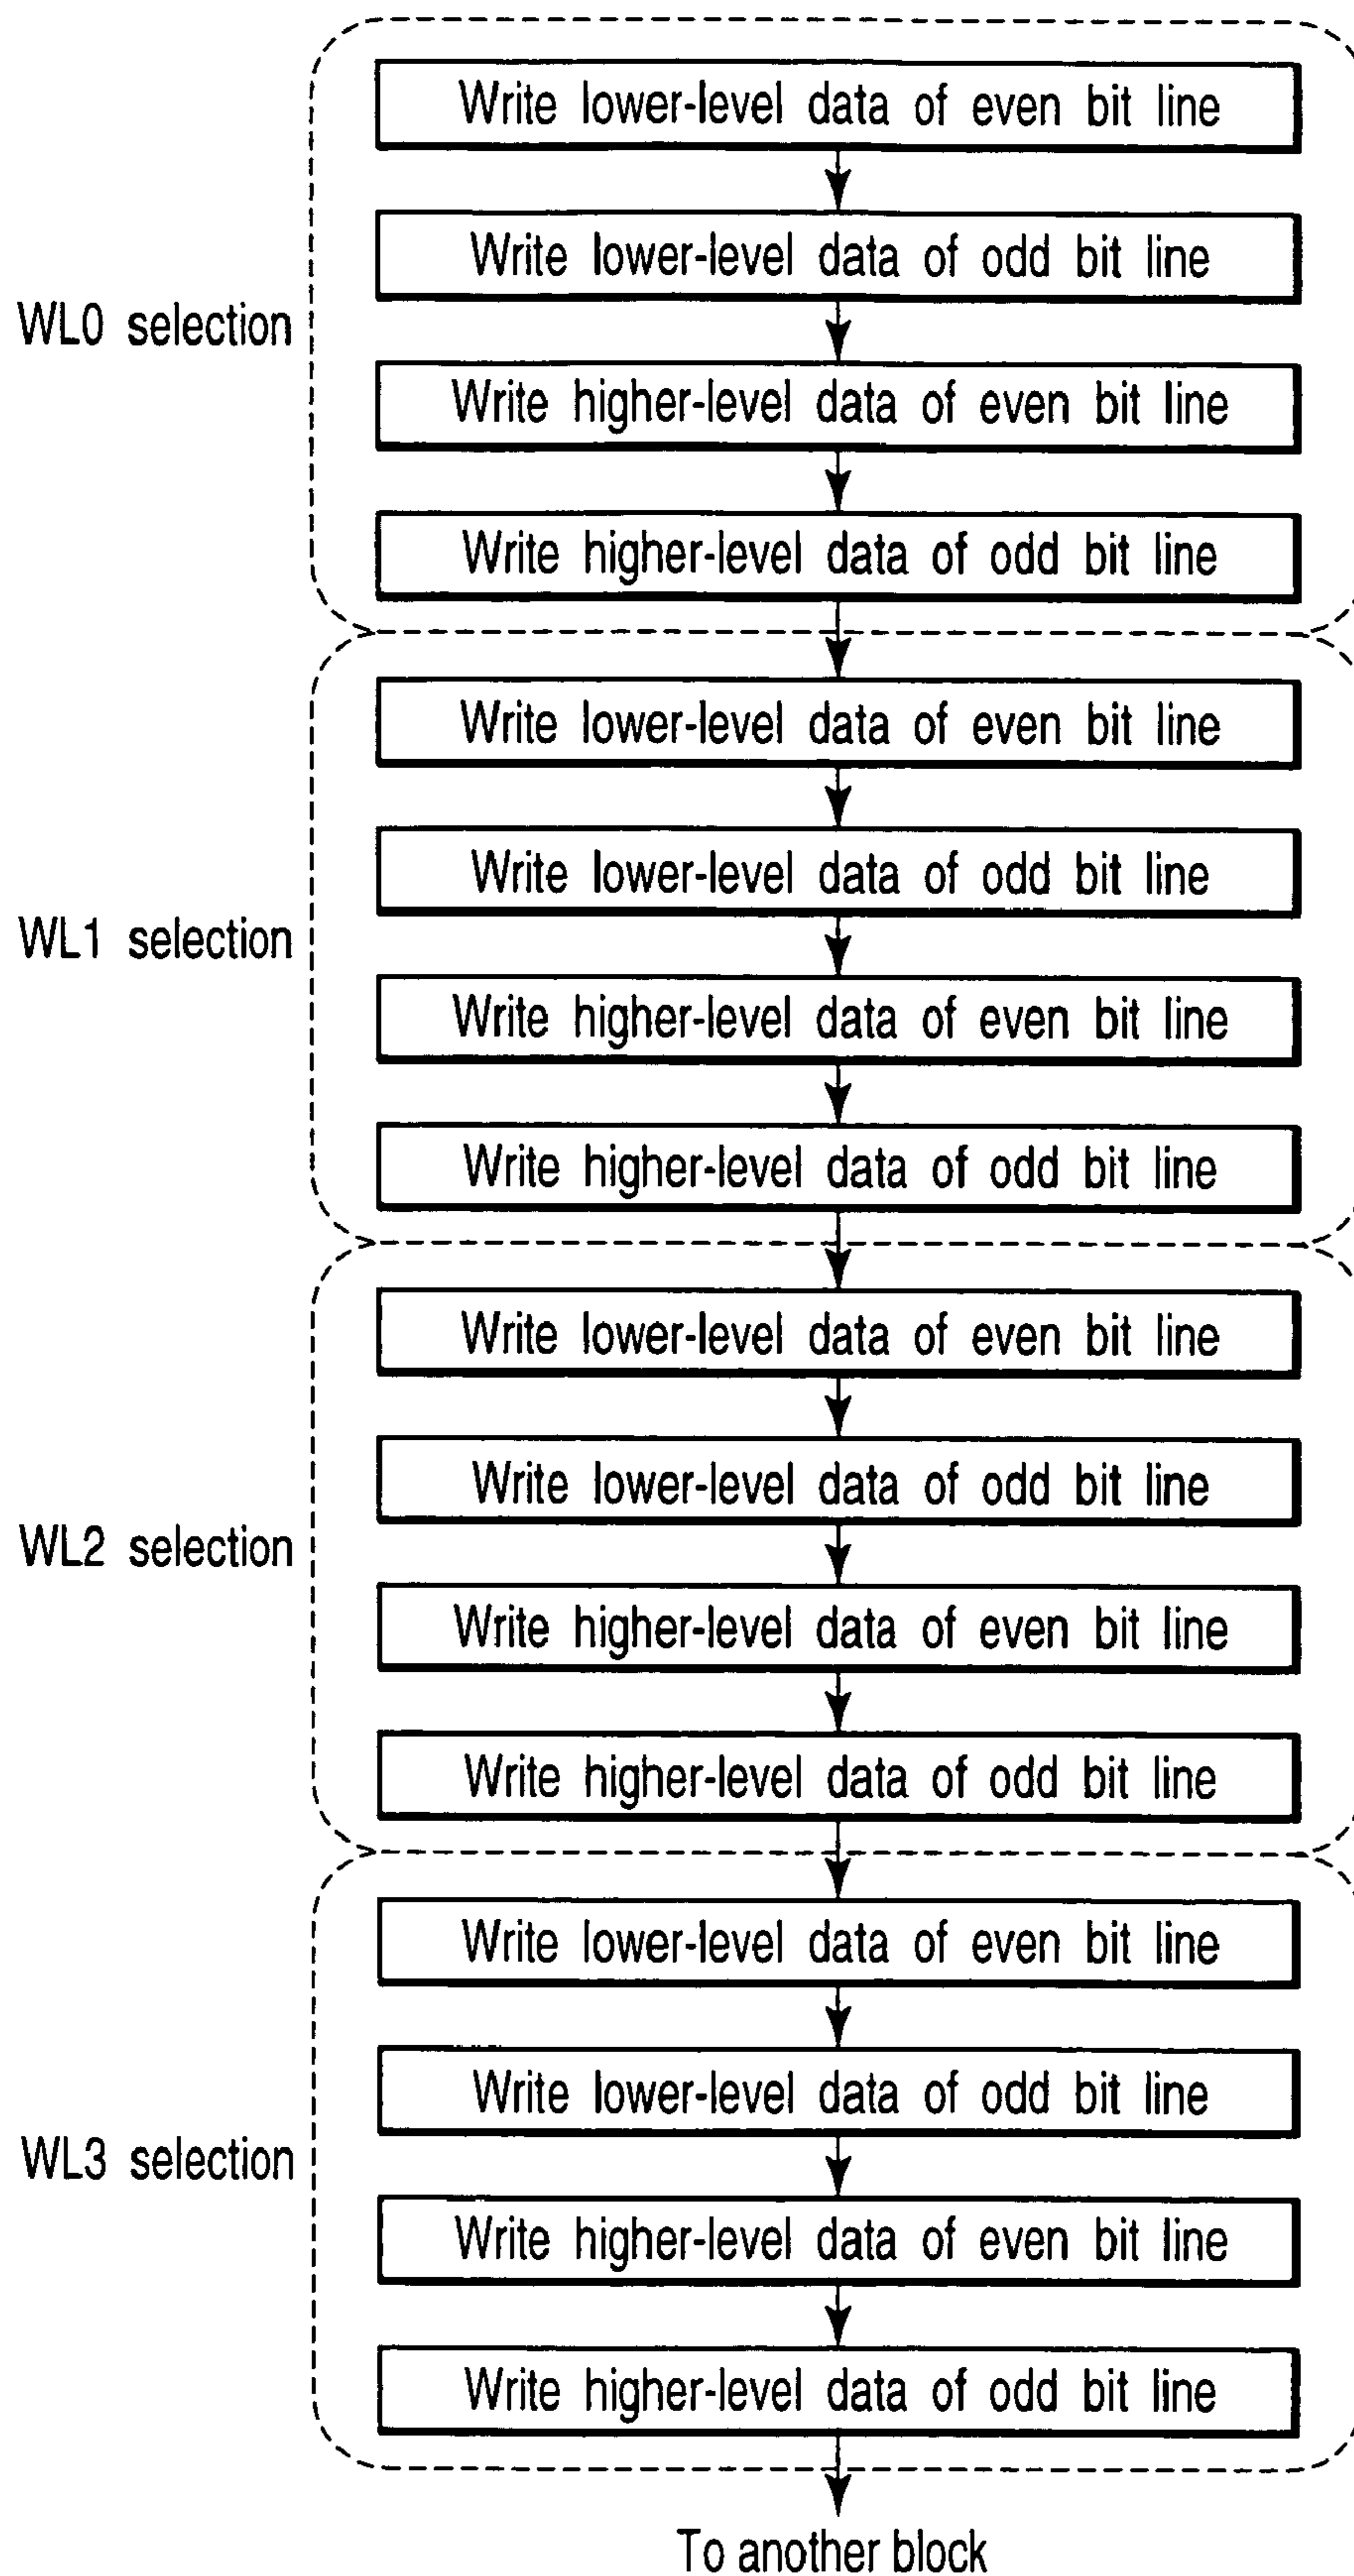 Write lower-level data of even bit line
Write lower-level data of odd bit line
WL0 selection
Write higher-level data of even bit line
Write higher-level data of odd bit line
Write lower-level data of even bit line
Write lower-level data of odd bit line
WL1 selection
Write higher-level data of even bit line
Write higher-level data of odd bit line
Write lower-level data of even bit line
Write lower-level data of odd bit line
WL2 selection
Write higher-level data of even bit line
Write higher-level data of odd bit line
Write lower-level data of even bit line
Write lower-level data of odd bit line
WL3 selection
Write higher-level data of even bit line
Write higher-level data of odd bit line
To another block